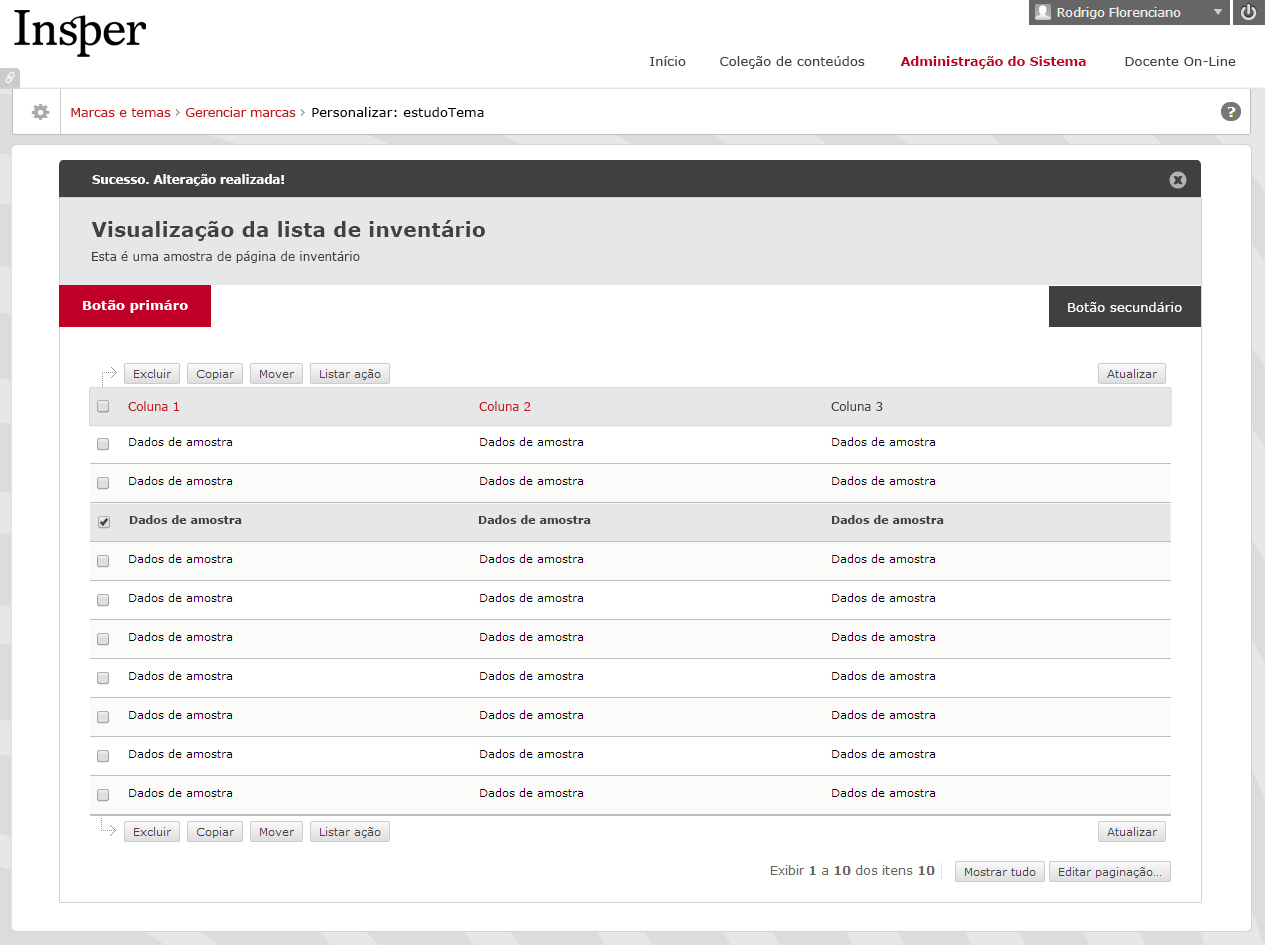 Insper
Rodrigo Florenciano
Início Coleção de conteúdos Administração do Sistema Docente On-Line
Marcas e temas › Gerenciar marcas › Personalizar: estudoTema ?
Sucesso. Alteração realizada!
Visualização da lista de inventário
Esta é uma amostra de página de inventário
Botão primáro Botão secundário
Excluir Copiar Mover Listar ação Atualizar
Coluna 1 Coluna 2 Coluna 3
Dados de amostra Dados de amostra Dados de amostra
Dados de amostra Dados de amostra Dados de amostra
Dados de amostra Dados de amostra Dados de amostra
Dados de amostra Dados de amostra Dados de amostra
Dados de amostra Dados de amostra Dados de amostra
Dados de amostra Dados de amostra Dados de amostra
Dados de amostra Dados de amostra Dados de amostra
Dados de amostra Dados de amostra Dados de amostra
Dados de amostra Dados de amostra Dados de amostra
Dados de amostra Dados de amostra Dados de amostra
Excluir Copiar Mover Listar ação Atualizar
Exibir 1 a 10 dos itens 10 Mostrar tudo Editar paginação...